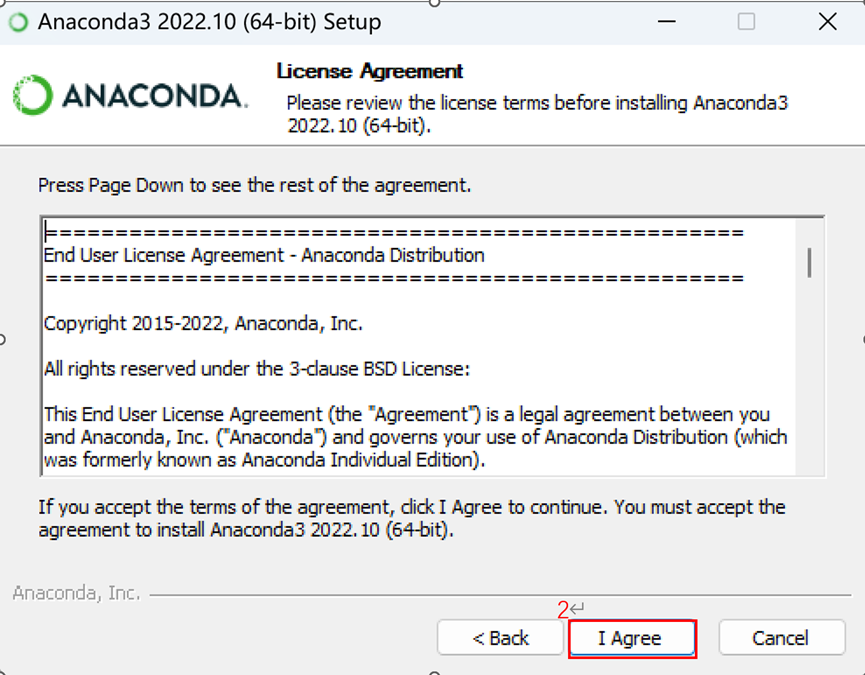 Anaconda3 2022.10 (64-bit) Setup
ANACONDA.
License Agreement
Please review the license terms before installing Anaconda3
2022.10 (64-bit).
Press Page Down to see the rest of the agreement.
==================================================
End User License Agreement - Anaconda Distribution
==================================================
Copyright 2015-2022, Anaconda, Inc.
All rights reserved under the 3-clause BSD License:
This End User License Agreement (the "Agreement") is a legal agreement between you
and Anaconda, Inc. ("Anaconda") and governs your use of Anaconda Distribution (which
was formerly known as Anaconda Individual Edition).
If you accept the terms of the agreement, click I Agree to continue. You must accept the
agreement to install Anaconda3 2022.10 (64-bit).
Anaconda, Inc.
2↵
< Back
I Agree
Cancel